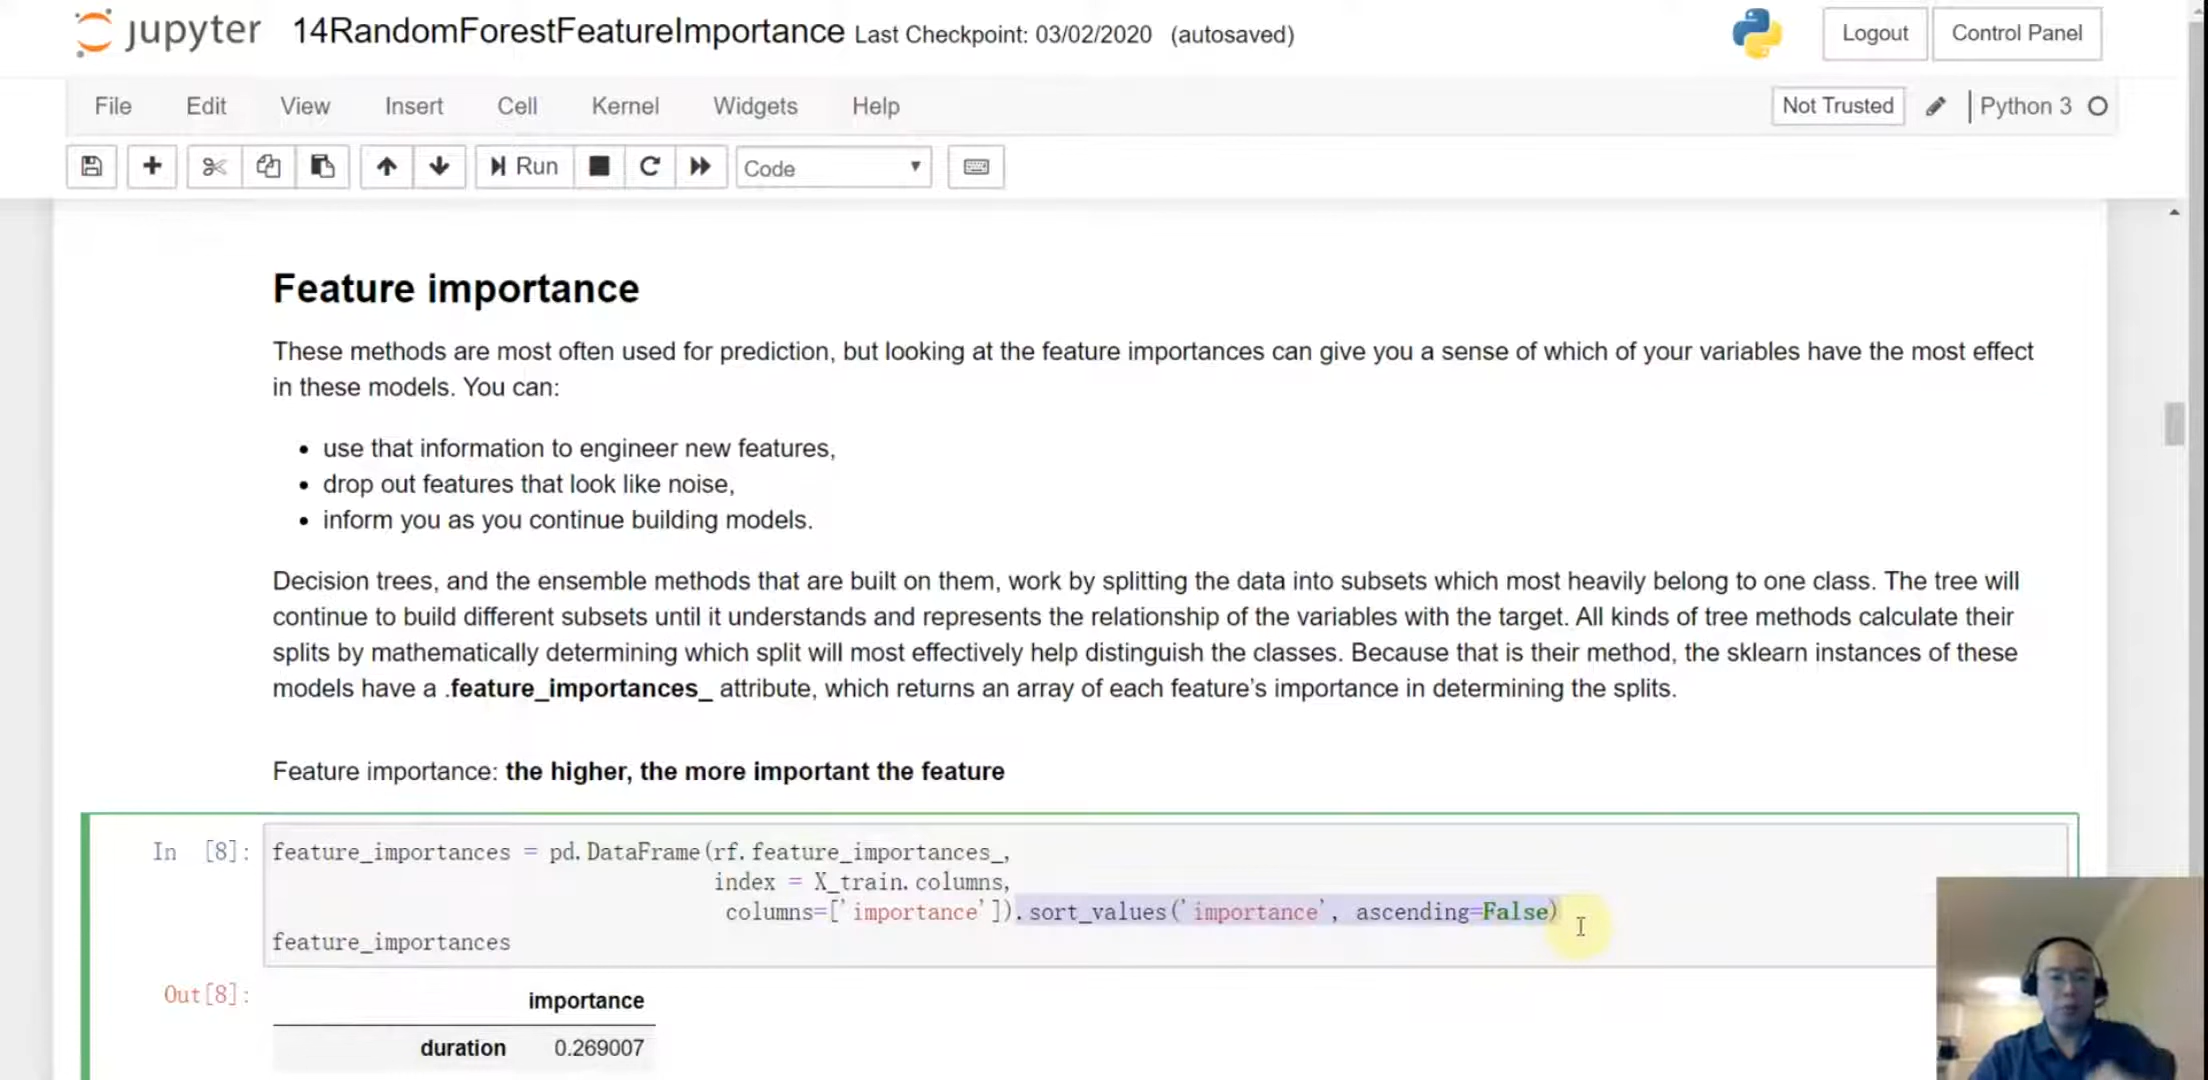 jupyter 14RandomForestFeatureImportance Last Checkpoint: 03/02/2020 (autosaved) Logout Control Panel
File Edit View Insert Cell Kernel Widgets Help Not Trusted Python 3
Run Code
Feature importance
These methods are most often used for prediction, but looking at the feature importances can give you a sense of which of your variables have the most effect
in these models. You can:
• use that information to engineer new features,
• drop out features that look like noise,
• inform you as you continue building models.
Decision trees, and the ensemble methods that are built on them, work by splitting the data into subsets which most heavily belong to one class. The tree will
continue to build different subsets until it understands and represents the relationship of the variables with the target. All kinds of tree methods calculate their
splits by mathematically determining which split will most effectively help distinguish the classes. Because that is their method, the sklearn instances of these
models have a .feature_importances_ attribute, which returns an array of each feature's importance in determining the splits.
Feature importance: the higher, the more important the feature
In [8]: feature_importances = pd.DataFrame(rf.feature_importances_,
index = X_train.columns,
columns=['importance']).sort_values('importance', ascending=False)
feature_importances
Out[8]:
importance
duration 0.269007